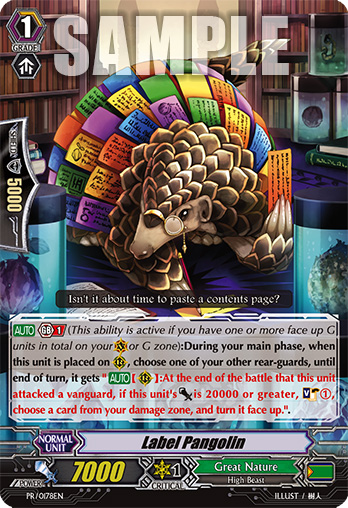 SAMPLE
1
GRADE
SHIELD
5000
Isn't it about time to paste a contents page?
AUTO GB 1 (This ability is active if you have one or more face up G
units in total on your V or G zone):During your main phase, when
this unit is placed on R, choose one of your other rear-guards, until
end of turn, it gets "AUTO[ R ]:At the end of the battle that this unit
attacked a vanguard, if this unit's is 20000 or greater, ①,
choose a card from your damage zone, and turn it face up.".
NORMAL
UNIT
Label Pangolin
POWER
7000
1
CRITICAL
Great Nature
High Beast
PR/0178EN
ILLUST / 樹人